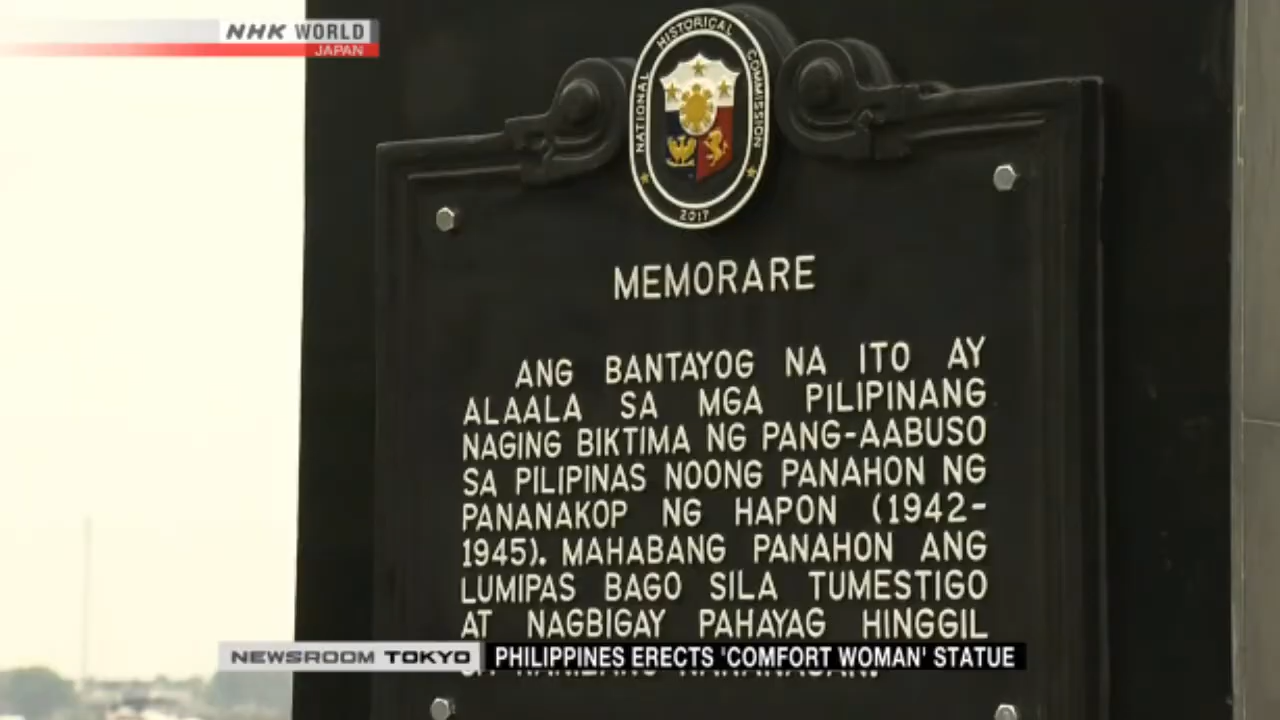 NHK WORLD
JAPAN
NATIONAL HISTORICAL COMMISSION
2017
MEMORARE
ANG BANTAYOG NA ITO AY
ALAALA SA MGA PILIPINANG
NAGING BIKTIMA NG PANG-AABUSO
SA PILIPINAS NOONG PANAHON NG
PANANAKOP NG HAPON (1942-
1945). MAHABANG PANAHON ANG
LUMIPAS BAGO SILA TUMESTIGO
AT NAGBIGAY PAHAYAG HINGGIL
NEWSROOM TOKYO PHILIPPINES ERECTS 'COMFORT WOMAN' STATUE